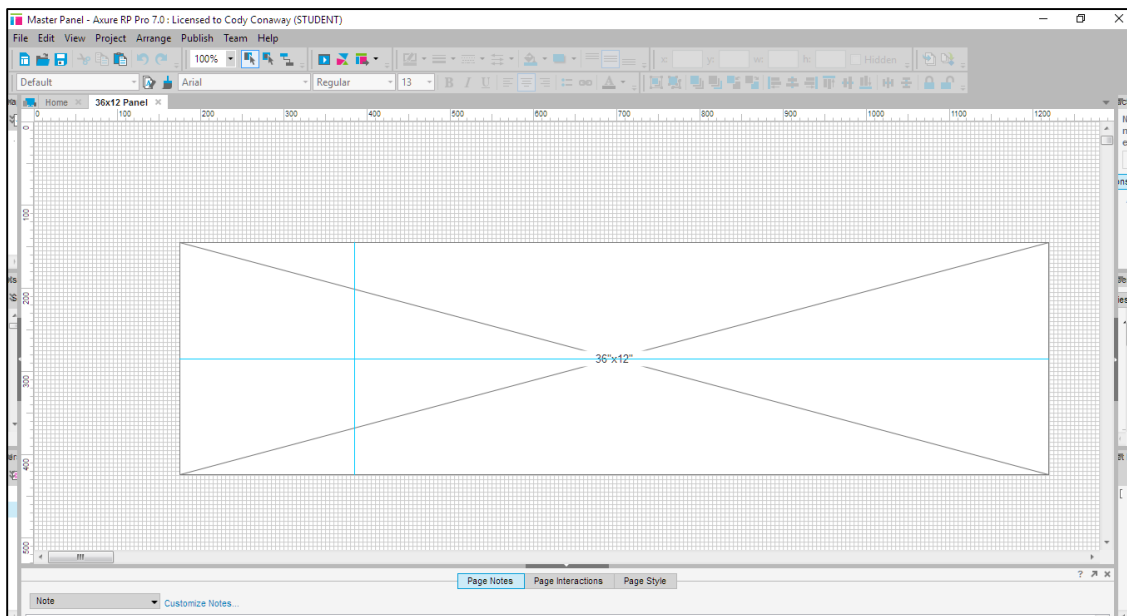 Master Panel - Axure RP Pro 7.0 : Licensed to Cody Conaway (STUDENT)
File Edit View Project Arrange Publish Team Help
100% x: y: w: h: Hidden
Default Arial Regular 13 B I U A
Home 36x12 Panel
0 100 200 300 400 500 600 700 800 900 1000 1100 1200
0
100
200
300
400
500
36"x12"
Page Notes Page Interactions Page Style ?
Note Customize Notes...